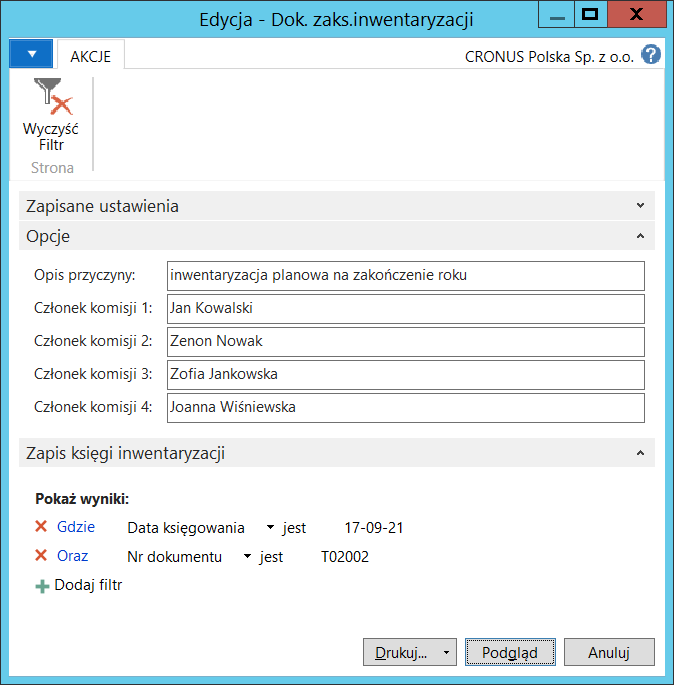 Edycja - Dok. zaks.inwentaryzacji
AKCJE
CRONUS Polska Sp. z o.o.
?
Wyczyść
Filtr
Strona
Zapisane ustawienia
Opcje
Opis przyczyny: inwentaryzacja planowa na zakończenie roku
Członek komisji 1: Jan Kowalski
Członek komisji 2: Zenon Nowak
Członek komisji 3: Zofia Jankowska
Członek komisji 4: Joanna Wiśniewska
Zapis księgi inwentaryzacji
Pokaż wyniki:
Gdzie Data księgowania jest 17-09-21
Oraz Nr dokumentu jest T02002
Dodaj filtr
Drukuj... Podgląd Anuluj